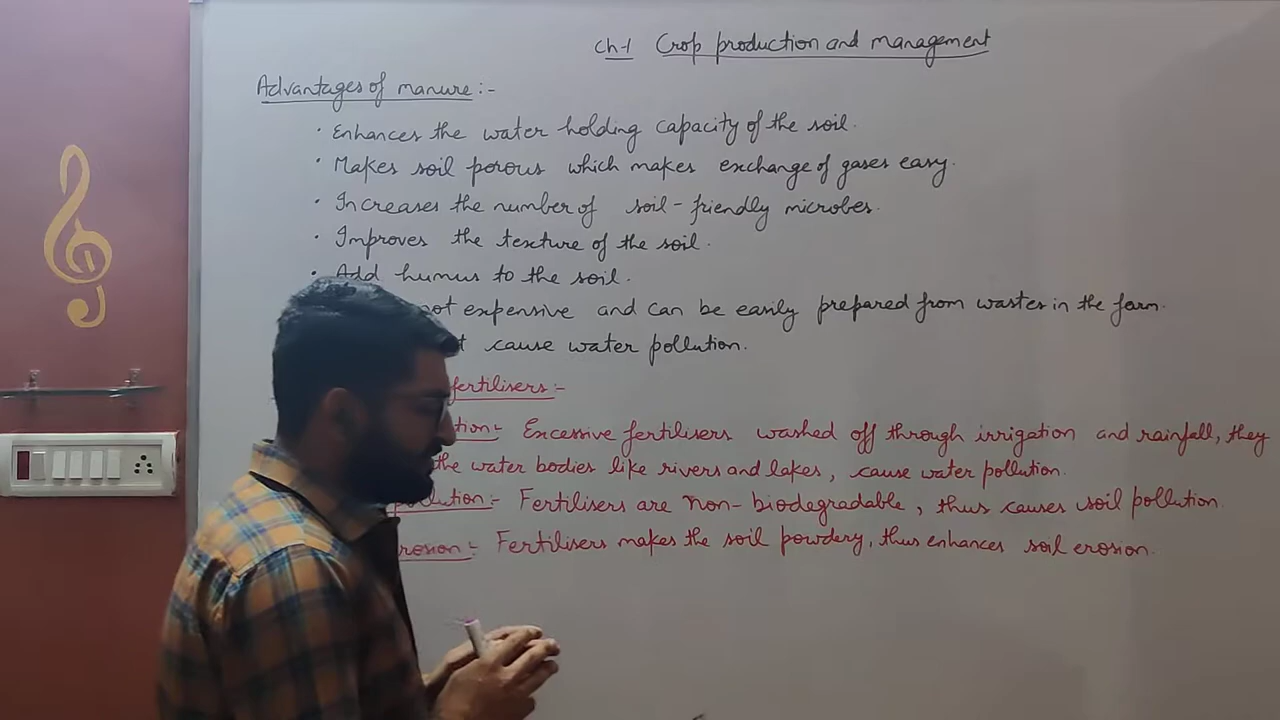 Ch-1 Crop production and management
Advantages of manure :-
· Enhances the water holding capacity of the soil.
· Makes soil porous which makes exchange of gases easy.
· Increases the number of soil-friendly microbes.
· Improves the texture of the soil.
· Add humus to the soil.
not expensive and can be easily prepared from wastes in the farm.
cause water pollution.
fertilisers :-
Excessive fertilisers washed off through irrigation and rainfall, they
the water bodies like rivers and lakes, cause water pollution.
Fertilisers are non-biodegradable, thus causes soil pollution.
Fertilisers makes the soil powdery, thus enhances soil erosion.